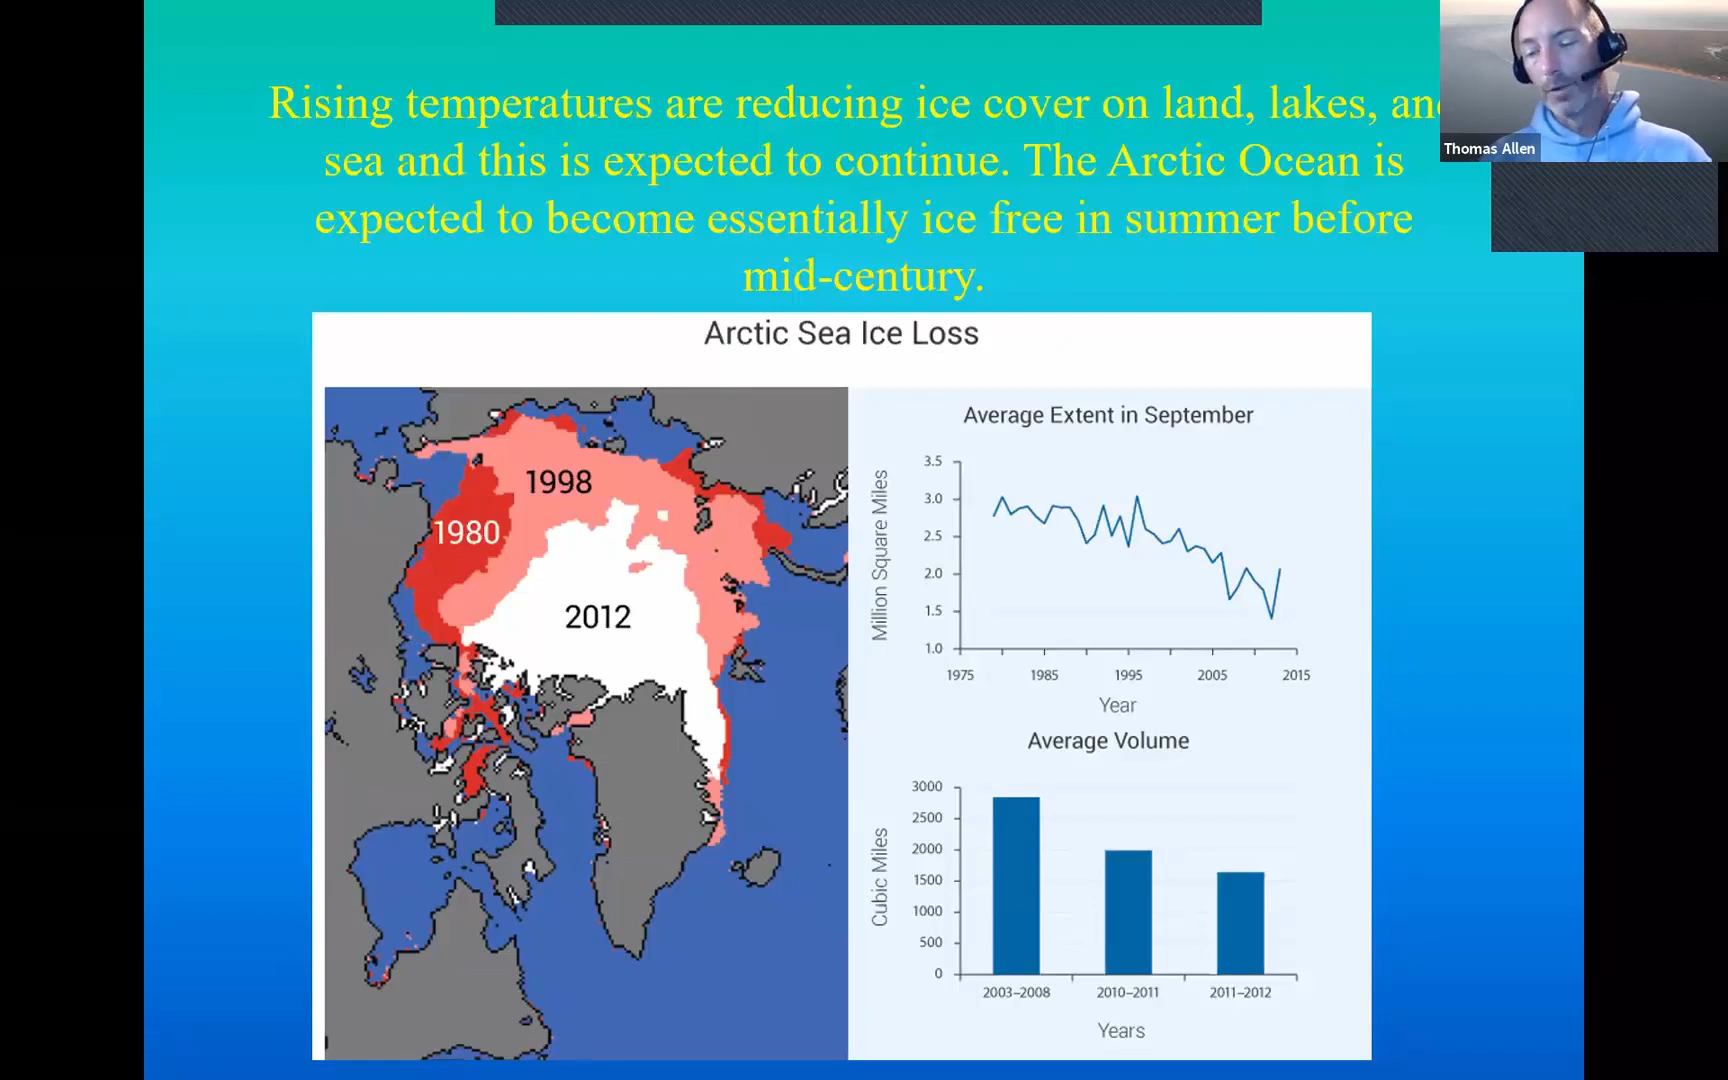 Rising temperatures are reducing ice cover on land, lakes, an
sea and this is expected to continue. The Arctic Ocean is
expected to become essentially ice free in summer before
mid-century.
Thomas Allen
Arctic Sea Ice Loss
1998
1980
2012
Average Extent in September
Million Square Miles
3.5
3.0
2.5
2.0
1.5
1.0
1975 1985 1995 2005 2015
Year
Average Volume
Cubic Miles
3000
2500
2000
1500
1000
500
0
2003–2008 2010–2011 2011–2012
Years